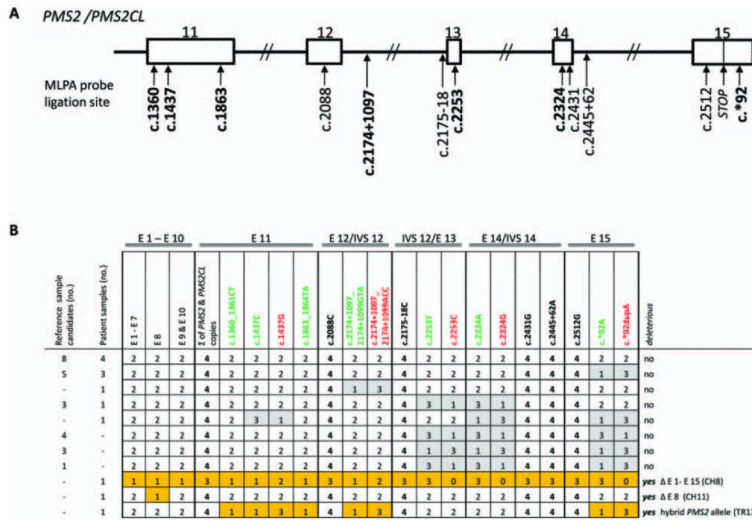 A
PMS2 /PMS2CL
11
12
13
14
15
MLPA probe
ligation site
c.1360
c.1437
c.1863
c.2088
c.2174+1097
c.2175-18
c.2253
c.2324
c.2431
c.2445+62
c.2512
STOP
c.*92
B
E 1 – E 10
E 11
E 12/IVS 12
IVS 12/E 13
E 14/IVS 14
E 15
Reference sample
candidates (no.)
Patient samples (no.)
E 1 - E 7
E 8
E 9 & E 10
Σ of PMS2 & PMS2CL
copies
c.1360_1361CT
c.1437C
c.1437G
c.1863_1864TA
c.2088C
c.2174+1097_
2174+1099GTA
c.2174+1097_
2174+1099ACC
c.2175-18C
c.2253T
c.2253C
c.2324A
c.2324G
c.2431G
c.2445+62A
c.2512G
c.*92A
c.*92dspA
deleterious
8 4 2 2 2 4 2 2 2 2 4 2 2 4 2 2 2 2 4 4 4 2 2 no
5 3 2 2 2 4 2 2 2 2 4 2 2 4 2 2 2 2 4 4 4 1 3 no
- 1 2 2 2 4 2 2 2 2 4 1 3 4 2 2 2 2 4 4 4 2 2 no
3 1 2 2 2 4 2 2 2 2 4 2 2 4 3 1 3 1 4 4 4 2 2 no
- 1 2 2 2 4 2 3 1 2 4 2 2 4 2 2 1 3 4 4 4 1 3 no
4 - 2 2 2 4 2 2 2 2 4 2 2 4 3 1 3 1 4 4 4 3 1 no
3 - 2 2 2 4 2 2 2 2 4 2 2 4 3 1 4 4 4 no
1 - 2 2 2 4 2 2 2 2 4 2 2 4 3 1 4 4 4 no
- 1 1 1 1 3 1 1 2 1 3 1 2 3 3 0 3 0 3 3 3 3 0 yes Δ E 1- E 15 (CH8)
- 1 2 1 2 4 2 2 2 2 4 2 2 4 2 2 2 2 4 4 4 2 2 yes Δ E 8 (CH11)
- 1 2 2 2 4 1 1 3 1 4 1 3 4 2 2 2 2 4 4 4 1 3 yes hybrid PMS2 allele (TR1)